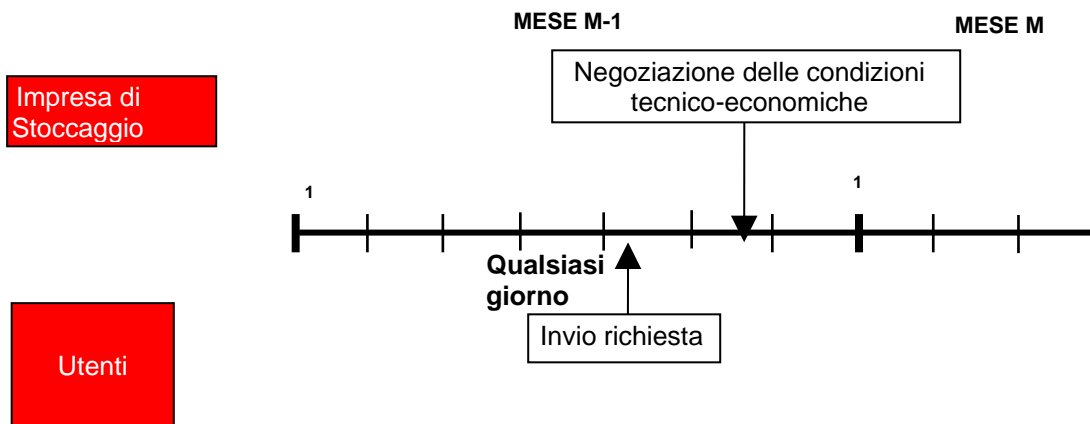 MESE M-1
MESE M
Negoziazione delle condizioni
tecnico-economiche
Impresa di
Stoccaggio
1
1
Qualsiasi
giorno
Invio richiesta
Utenti